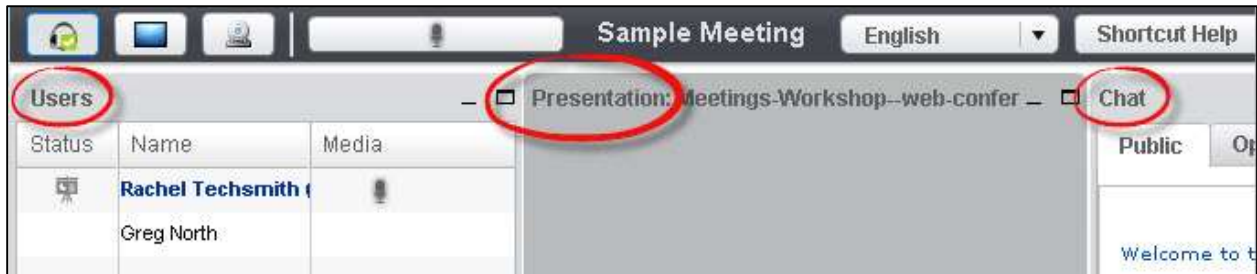 Sample Meeting English Shortcut Help
Users Presentation: Meetings-Workshop--web-confer Chat
Status Name Media Public
Rachel Techsmith (
Greg North
Welcome to t